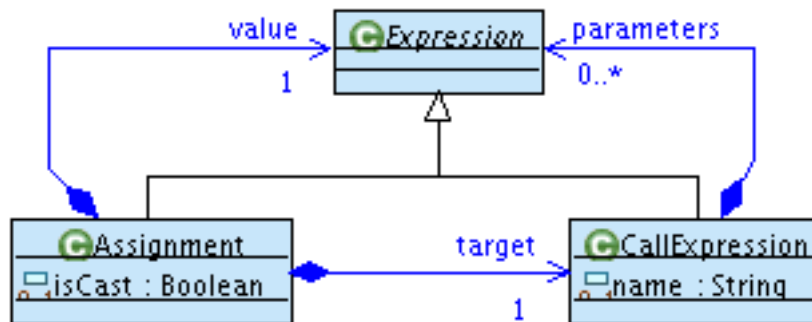 value
Expression
parameters
1
0..*
Assignment
target
CallExpression
isCast : Boolean
name : String
1